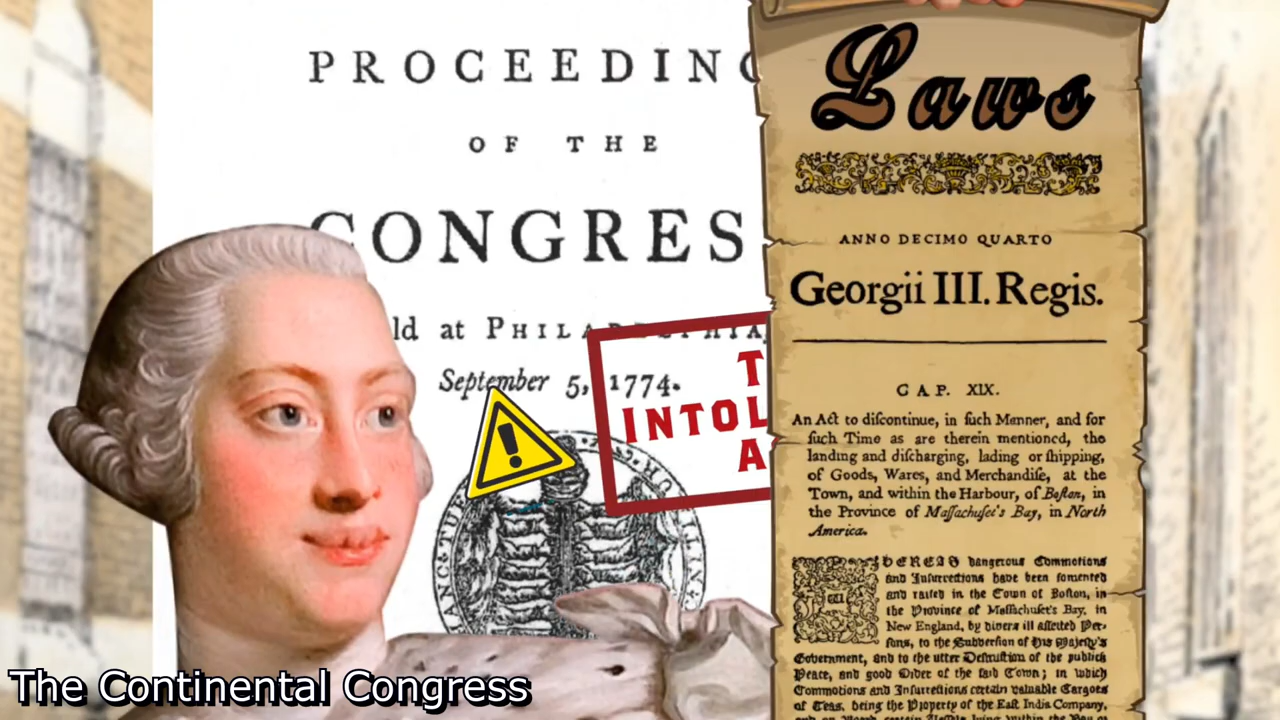 PROCEEDING
OF THE
CONGRES
ld at PHILADELPHIA,
September 5, 1774.
T
INTOL
A
Laws
ANNO DECIMO QUARTO
Georgii III. Regis.
CAP. XIX.
An Act to diſcontinue, in ſuch Manner, and for
ſuch Time as are therein mentioned, the
landing and diſcharging, lading or ſhipping,
of Goods, Wares, and Merchandiſe, at the
Town, and within the Harbour, of Boſton, in
the Province of Maſſachuſet's Bay, in North
America.
WHEREAS dangerous Commotions
and Inſurrections have been fomented
and raiſed in the Town of Boſton, in
the Province of Maſſachuſet's Bay, in
New England, by divers ill affected Per-
ſons, to the Subverſion of His Majeſty's
Government, and to the utter Deſtruction of the publick
Peace, and good Order of the ſaid Town; in which
Commotions and Inſurrections certain valuable Cargoes
of Teas, being the Property of the Eaſt India Company,
The Continental Congress